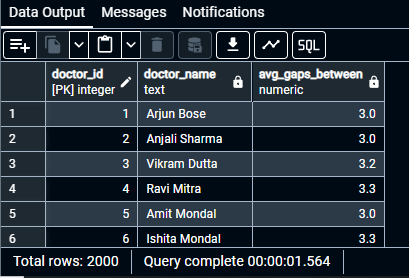 Data Output Messages Notifications
SQL
doctor_id doctor_name avg_gaps_between
[PK] integer text numeric
1 1 Arjun Bose 3.0
2 2 Anjali Sharma 3.0
3 3 Vikram Dutta 3.2
4 4 Ravi Mitra 3.3
5 5 Amit Mondal 3.0
6 6 Ishita Mondal 3.3
Total rows: 2000 Query complete 00:00:01.564